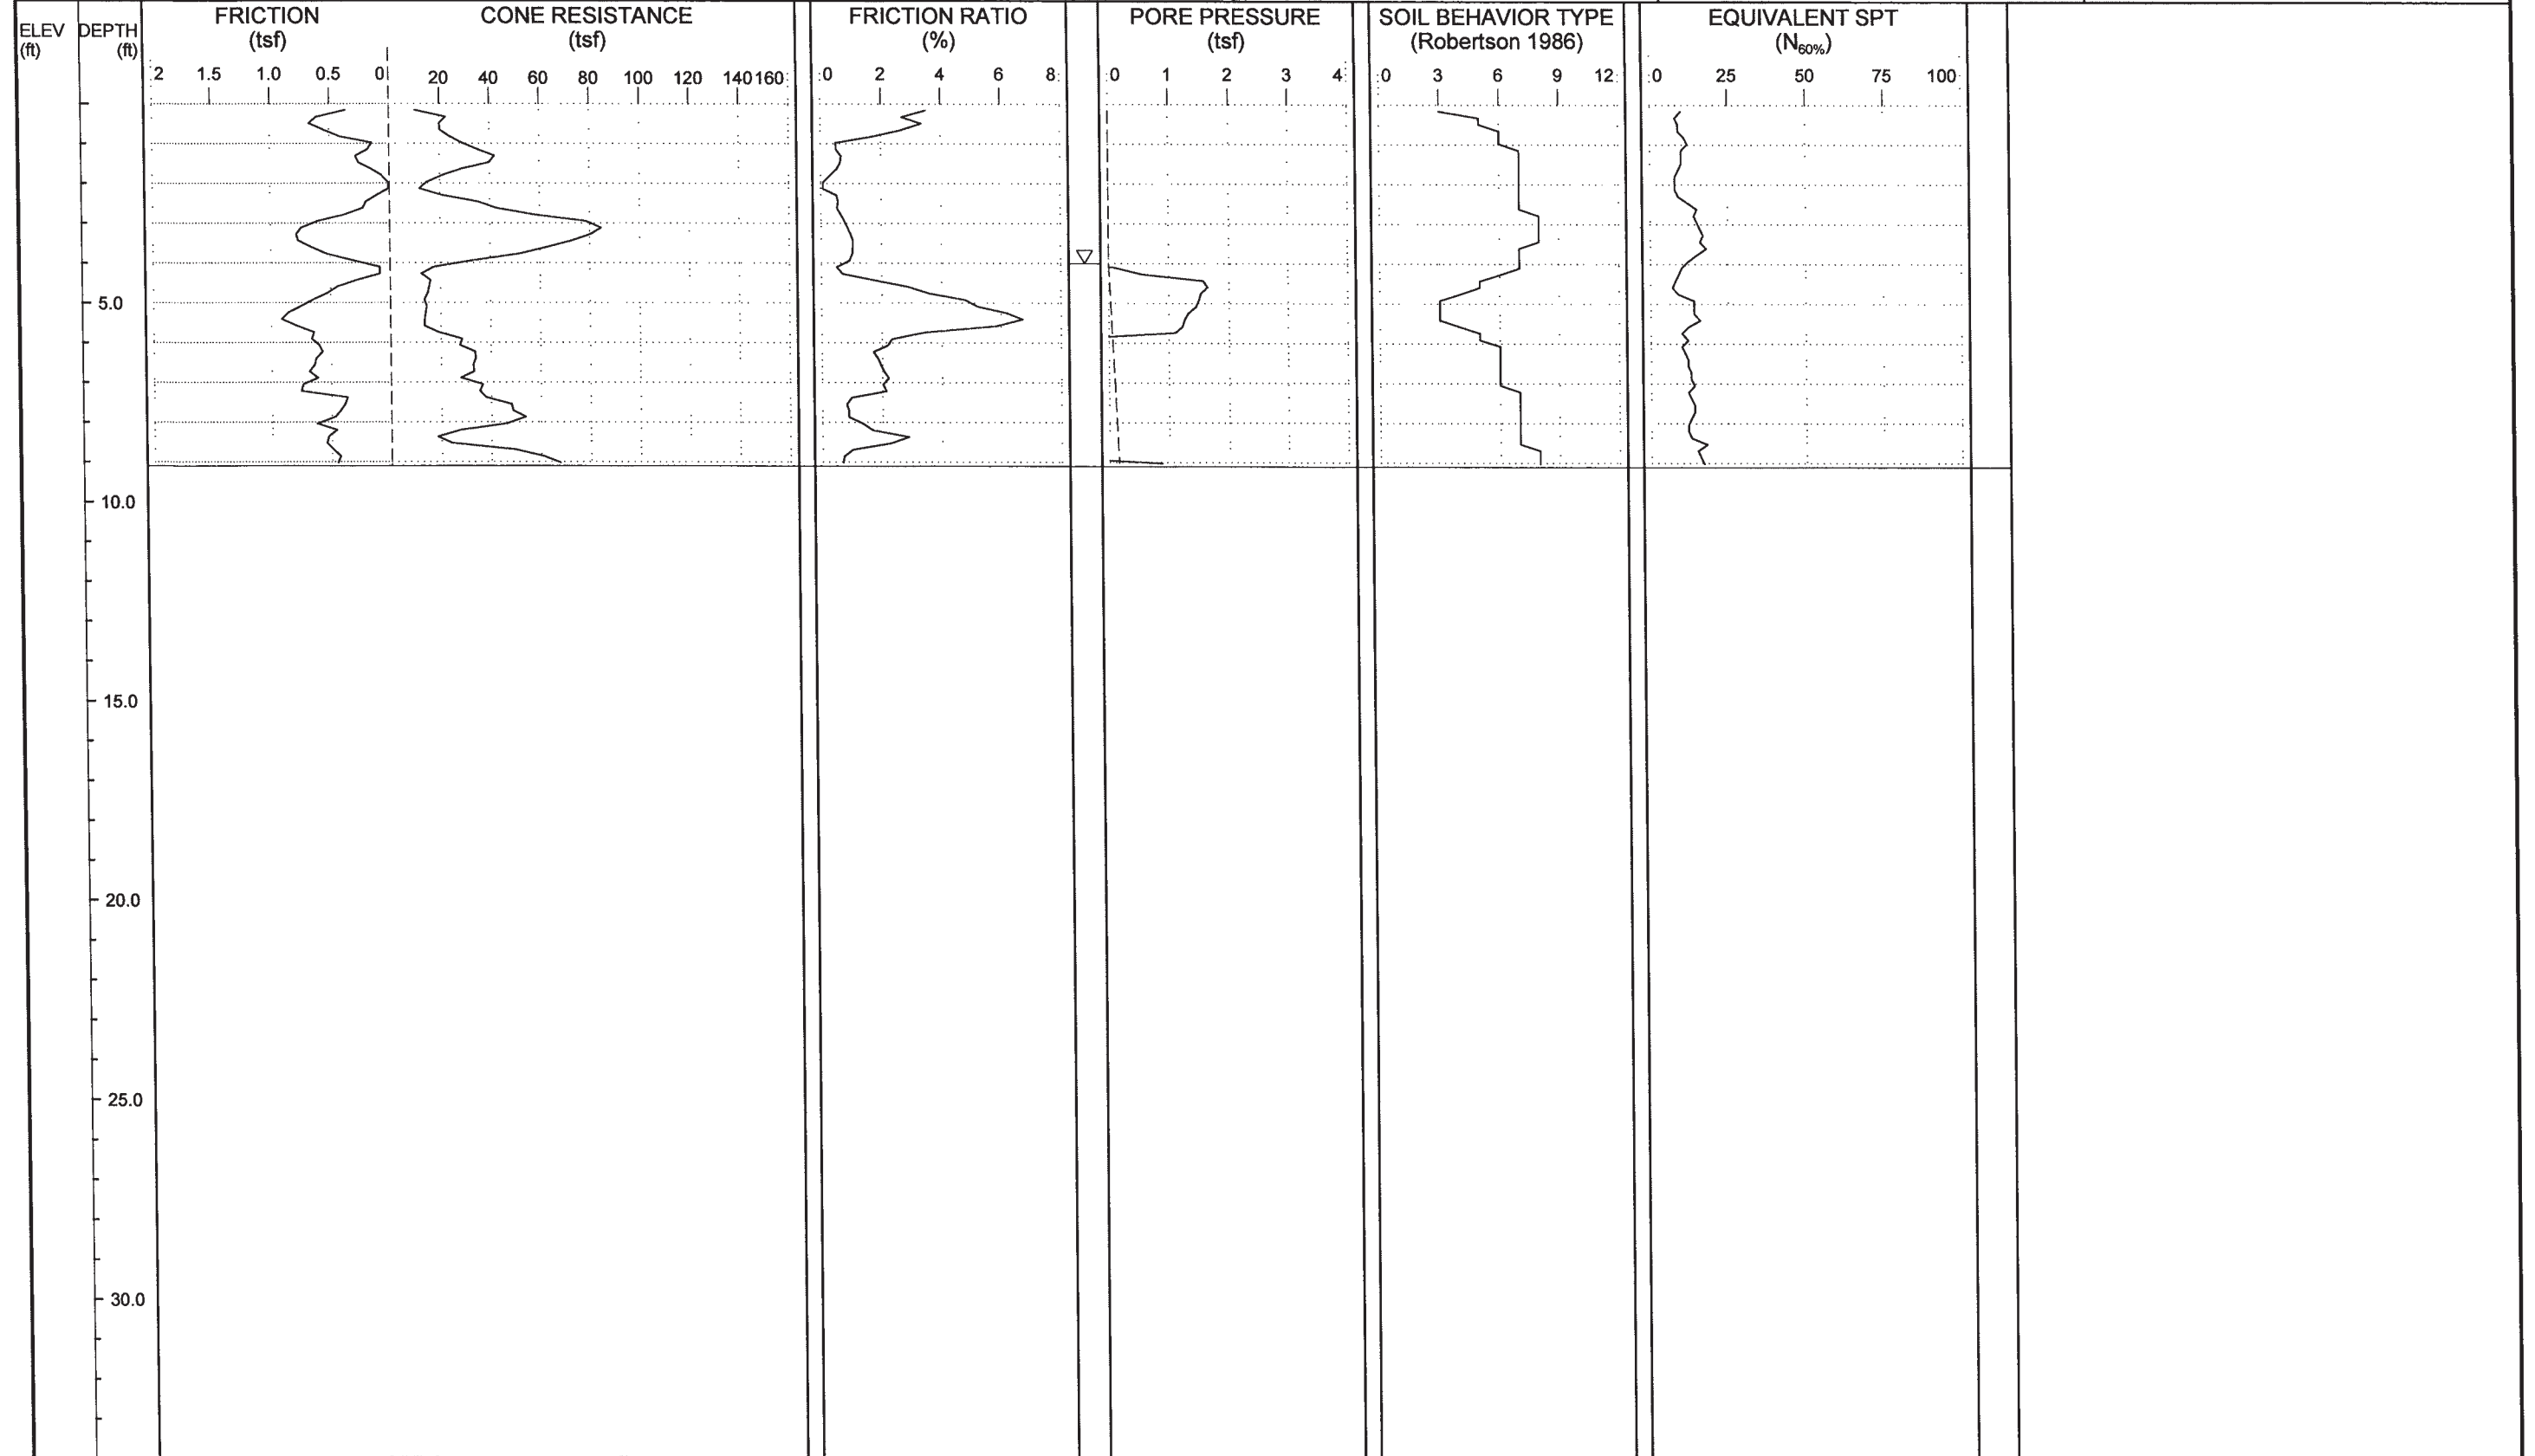 ELEV
(ft)
DEPTH
(ft)
FRICTION
(tsf)
CONE RESISTANCE
(tsf)
FRICTION RATIO
(%)
PORE PRESSURE
(tsf)
SOIL BEHAVIOR TYPE
(Robertson 1986)
EQUIVALENT SPT
(N60%)
2 1.5 1.0 0.5 0 20 40 60 80 100 120 140 160
0 2 4 6 8
0 1 2 3 4
0 3 6 9 12
0 25 50 75 100
5.0
10.0
15.0
20.0
25.0
30.0